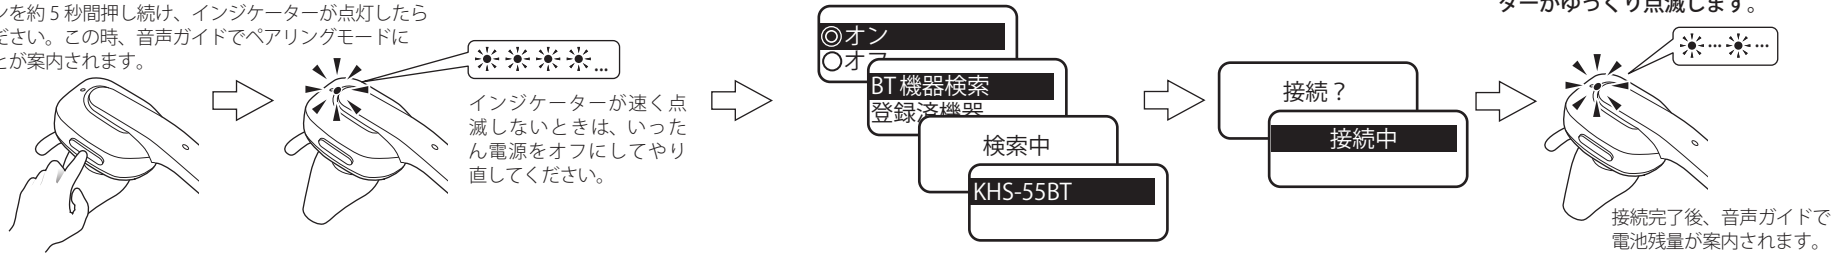 ンを約 5 秒間押し続け、インジケーターが点灯したら
ださい。この時、音声ガイドでペアリングモードに
とが案内されます。
...
インジケーターが速く点
滅しないときは、いった
ん電源をオフにしてやり
直してください。
◎オン
○オフ
BT 機器検索
登録済機器
検索中
KHS-55BT
接続？
接続中
ターがゆっくり点滅します。
... ...
接続完了後、音声ガイドで
電池残量が案内されます。